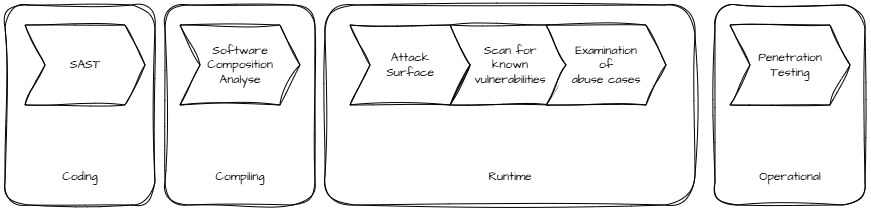 SAST
Software
Composition
Analyse
Attack
Surface
Scan for
known
vulnerabilities
Examination
of
abuse cases
Penetration
Testing
Coding
Compiling
Runtime
Operational